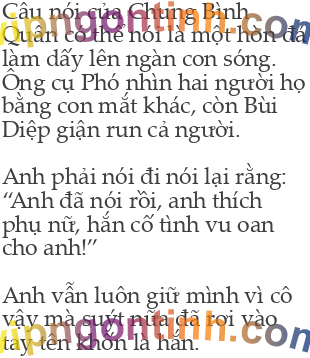 Câu nói của Chung Bình
Quân có thể nói là một hòn đá
làm dấy lên ngàn con sóng.
Ông cụ Phó nhìn hai người họ
bằng con mắt khác, còn Bùi
Diệp giận run cả người.
Anh phải nói đi nói lại rằng:
“Anh đã nói rồi, anh thích
phụ nữ, hắn cố tình vu oan
cho anh!”
Anh vẫn luôn giữ mình vì cô
vậy mà suýt nữa đã rơi vào
tay tên khốn là hắn.
vipngontinh.com
vipngontinh.com